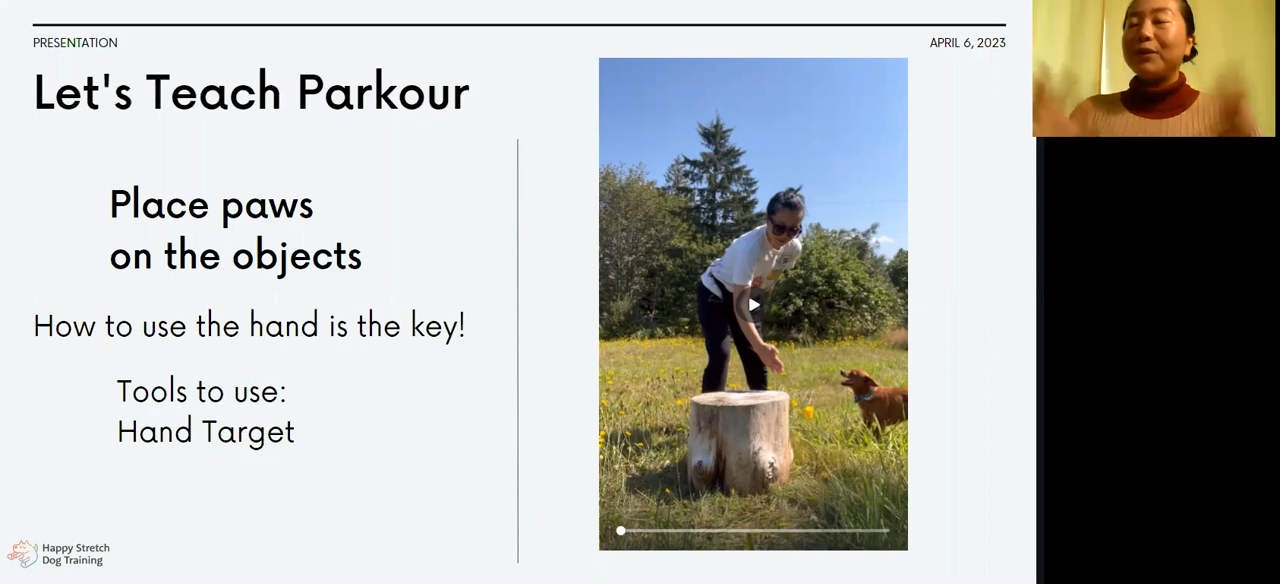 PRESENTATION
APRIL 6, 2023
Let's Teach Parkour
Place paws
on the objects
How to use the hand is the key!
Tools to use:
Hand Target
Happy Stretch
Dog Training